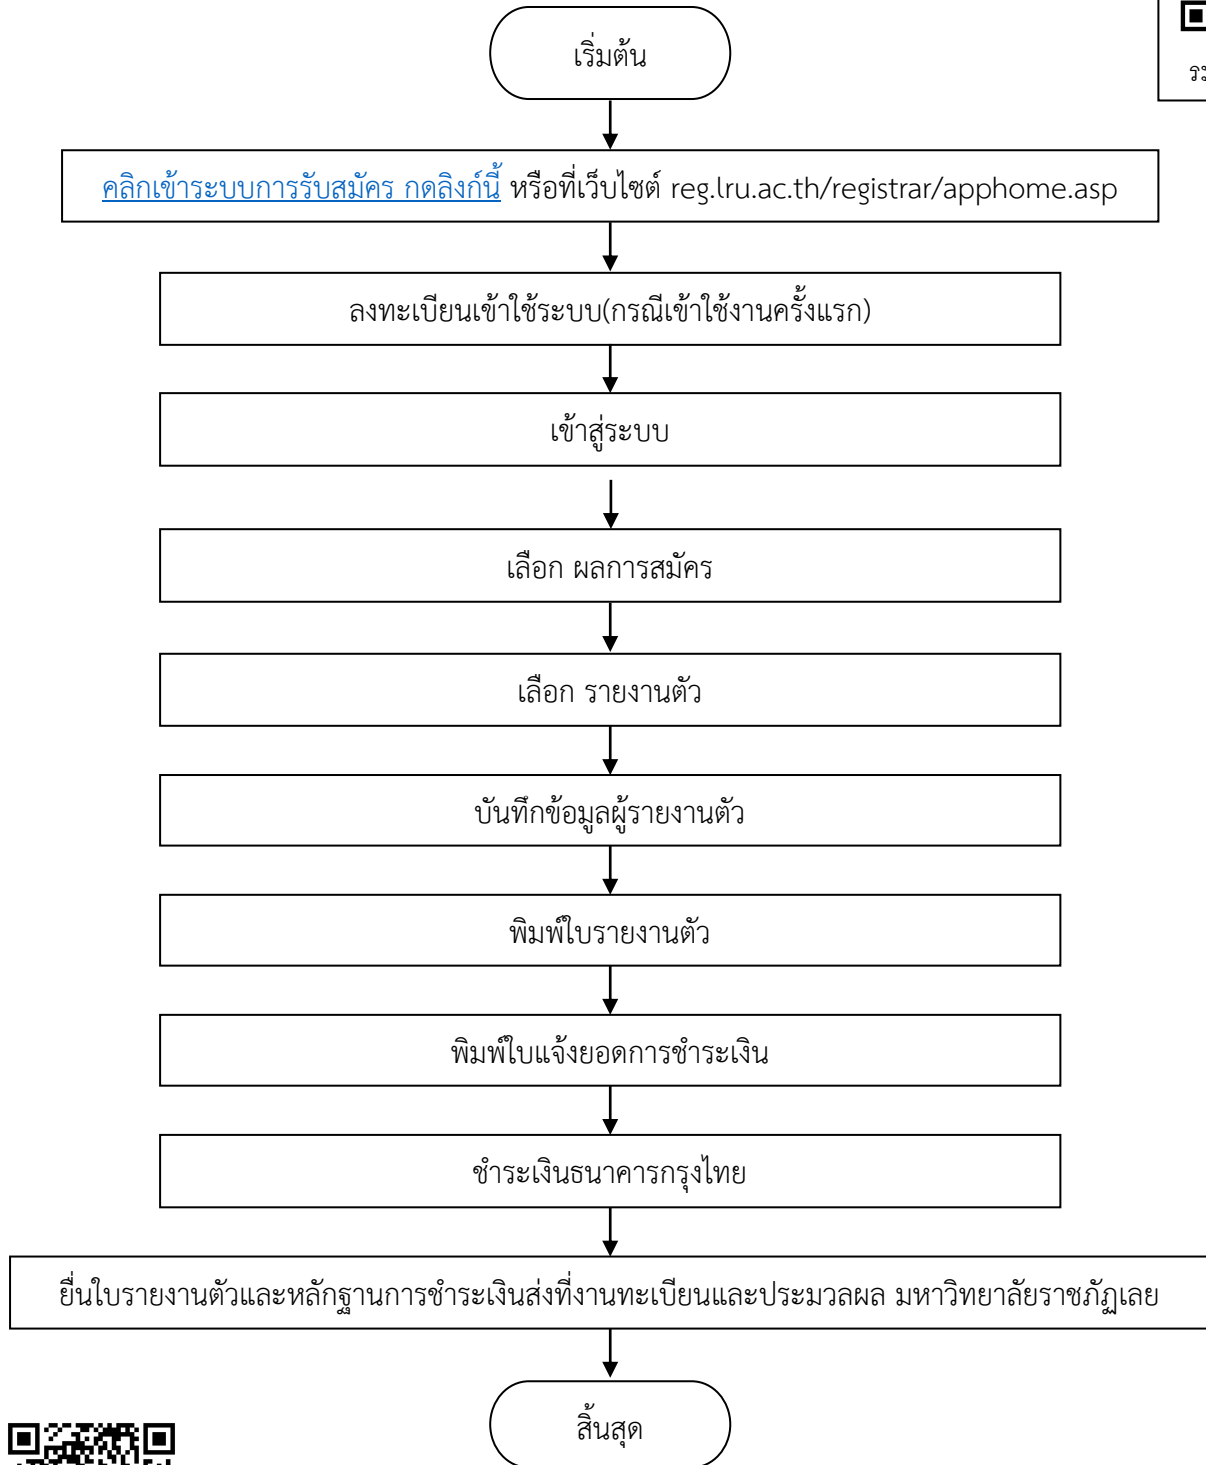 เริ่มต้น
คลิกเข้าระบบการรับสมัคร กดลิงก์นี้ หรือที่เว็บไซต์ reg.lru.ac.th/registrar/apphome.asp
ลงทะเบียนเข้าใช้ระบบ(กรณีเข้าใช้งานครั้งแรก)
เข้าสู่ระบบ
เลือก ผลการสมัคร
เลือก รายงานตัว
บันทึกข้อมูลผู้รายงานตัว
พิมพ์ใบรายงานตัว
พิมพ์ใบแจ้งยอดการชำระเงิน
ชำระเงินธนาคารกรุงไทย
ยื่นใบรายงานตัวและหลักฐานการชำระเงินส่งที่งานทะเบียนและประมวลผล มหาวิทยาลัยราชภัฏเลย
สิ้นสุด